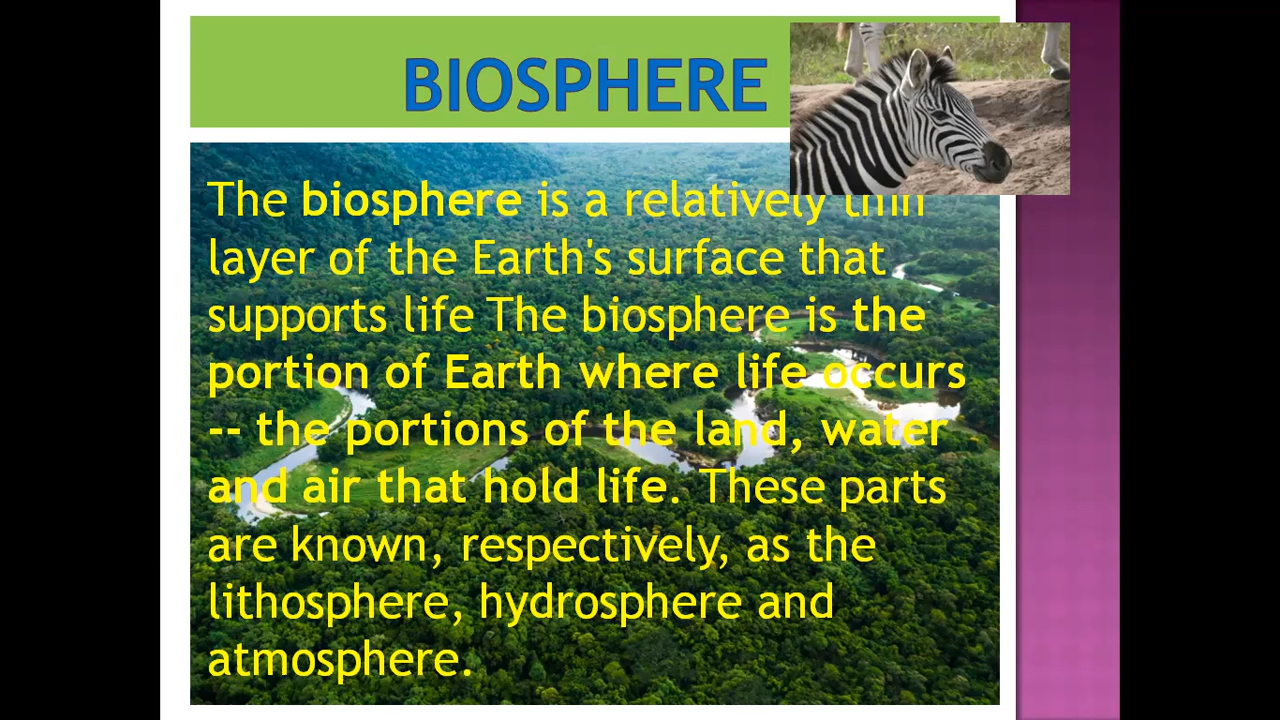 BIOSPHERE
The biosphere is a relatively thin
layer of the Earth's surface that
supports life The biosphere is the
portion of Earth where life occurs
-- the portions of the land, water
and air that hold life. These parts
are known, respectively, as the
lithosphere, hydrosphere and
atmosphere.